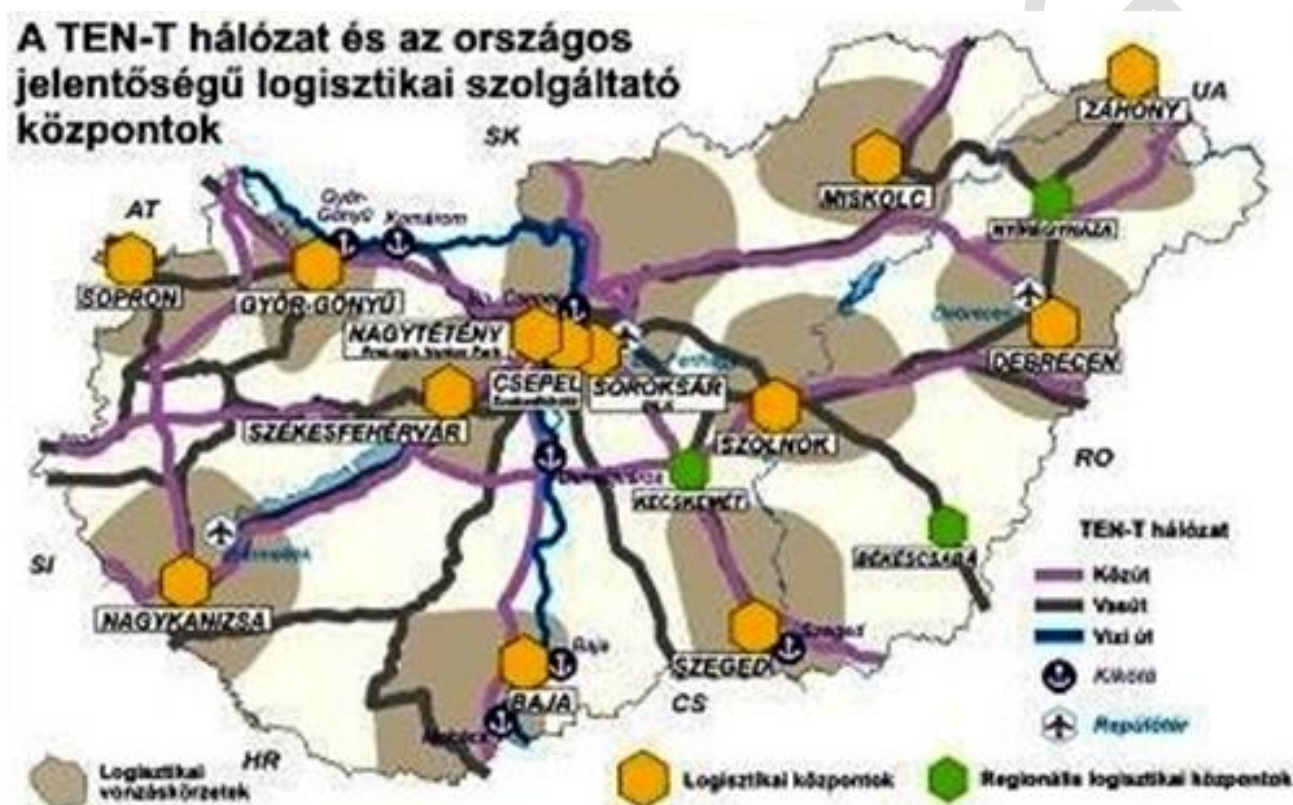 A TEN-T hálózat és az országos
jelentőségű logisztikai szolgáltató
központok
SK
UA
AT
ZÁHONY
MISKOLC
NYÍREGYHÁZA
Győr-
Gönyű
Komárom
SOPRON
GYŐR-GÖNYŰ
NAGYTÉTÉNY
CSEPEL
SOROKSÁR
Debrecen
DEBRECEN
SZÉKESFEHÉRVÁR
SZOLNOK
KECSKEMÉT
RO
BÉKÉSCSABA
SI
NAGYKANIZSA
SZEGED
Szeged
Baja
BAJA
CS
HR
TEN-T hálózat
Közút
Vasút
Vízi út
Kikötő
Repülőtér
Logisztikai
vonzáskörzetek
Logisztikai központok
Regionális logisztikai központok